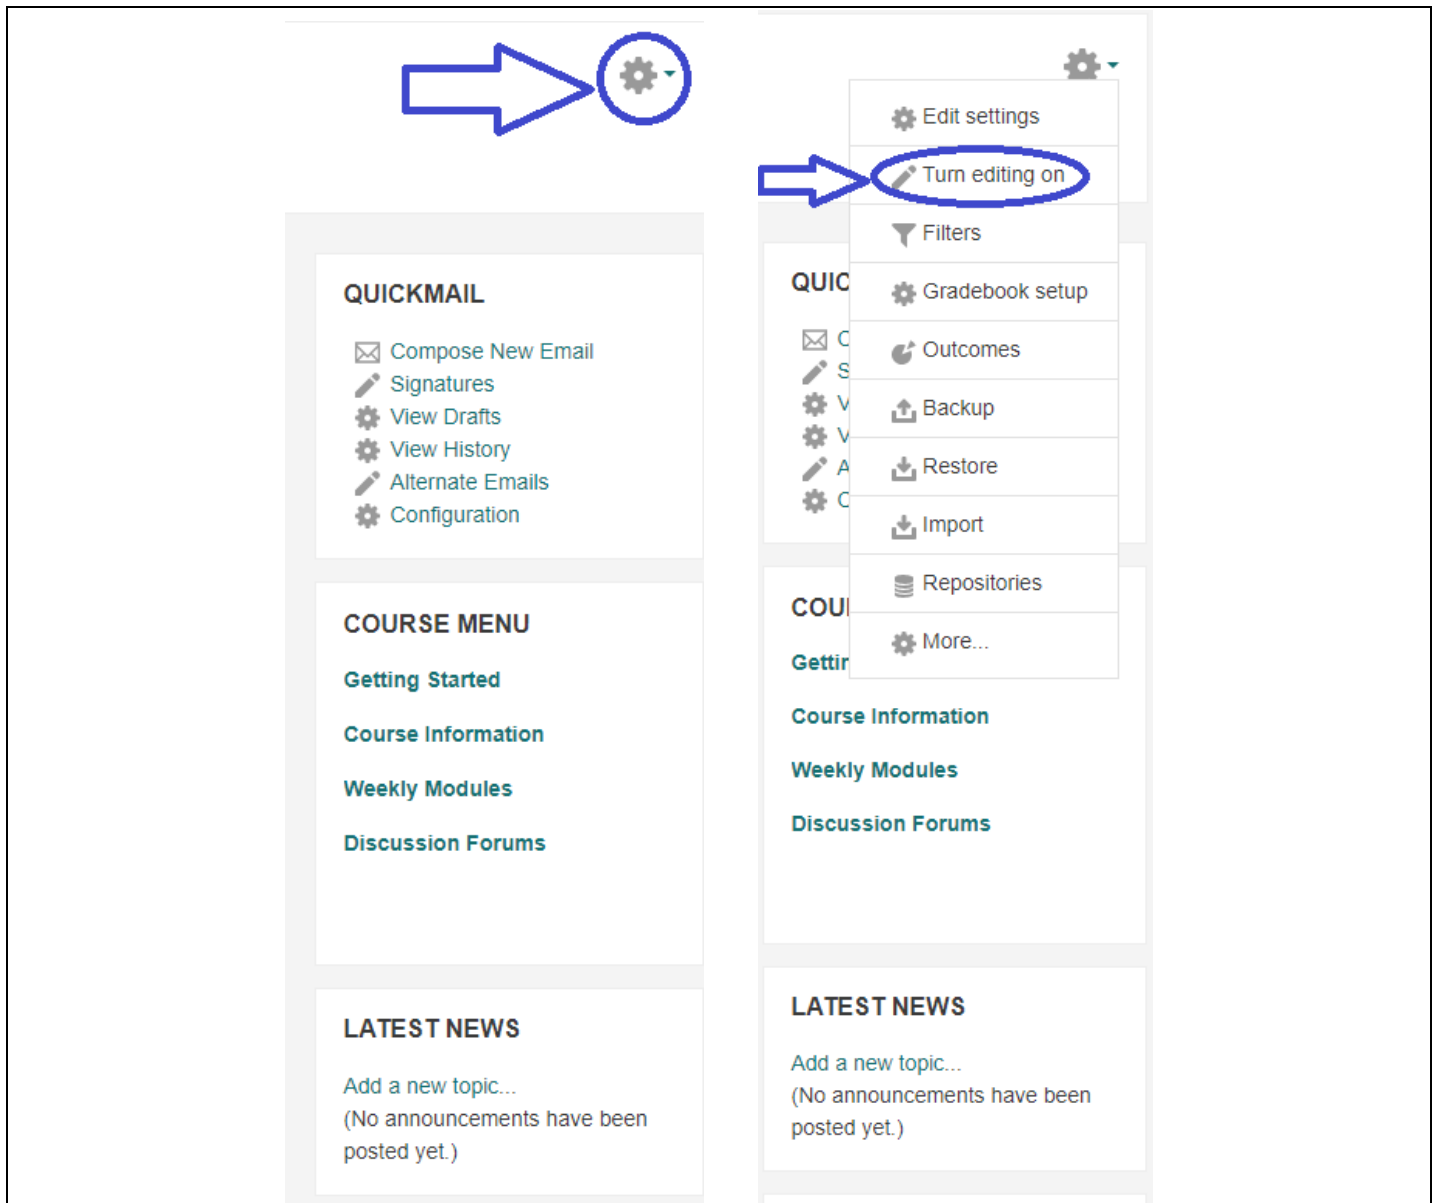 QUICKMAIL
Compose New Email
Signatures
View Drafts
View History
Alternate Emails
Configuration
COURSE MENU
Getting Started
Course Information
Weekly Modules
Discussion Forums
LATEST NEWS
Add a new topic...
(No announcements have been
posted yet.)
Edit settings
Turn editing on
Filters
Gradebook setup
Outcomes
Backup
Restore
Import
Repositories
More...
QUIC
C
S
V
V
A
C
COU
Gettin
Course Information
Weekly Modules
Discussion Forums
LATEST NEWS
Add a new topic...
(No announcements have been
posted yet.)